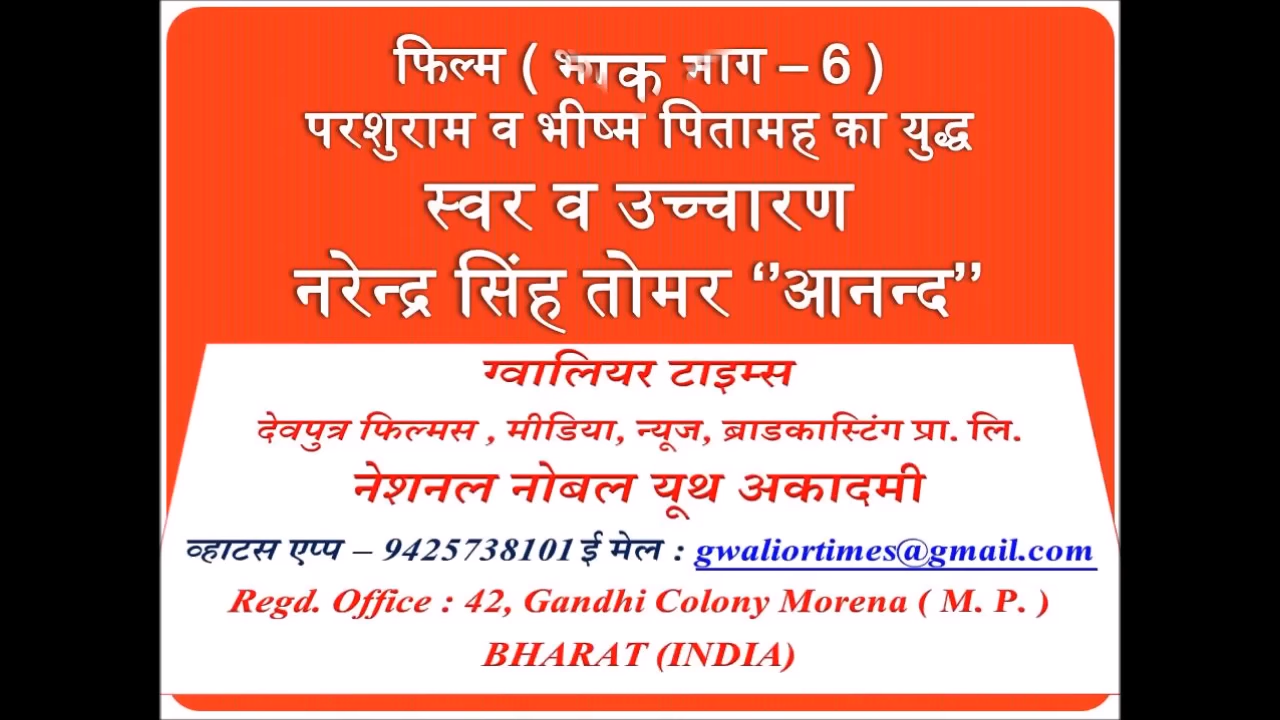 फिल्म ( भाग – 6 )
परशुराम व भीष्म पितामह का युद्ध
स्वर व उच्चारण
नरेन्द्र सिंह तोमर ‘‘आनन्द’’
ग्वालियर टाइम्स
देवपुत्र फिल्मस , मीडिया, न्यूज, ब्राडकास्टिंग प्रा. लि.
नेशनल नोबल यूथ अकादमी
व्हाटस एप्प – 9425738101 ई मेल : gwaliortimes@gmail.com
Regd. Office : 42, Gandhi Colony Morena ( M. P. )
BHARAT (INDIA)